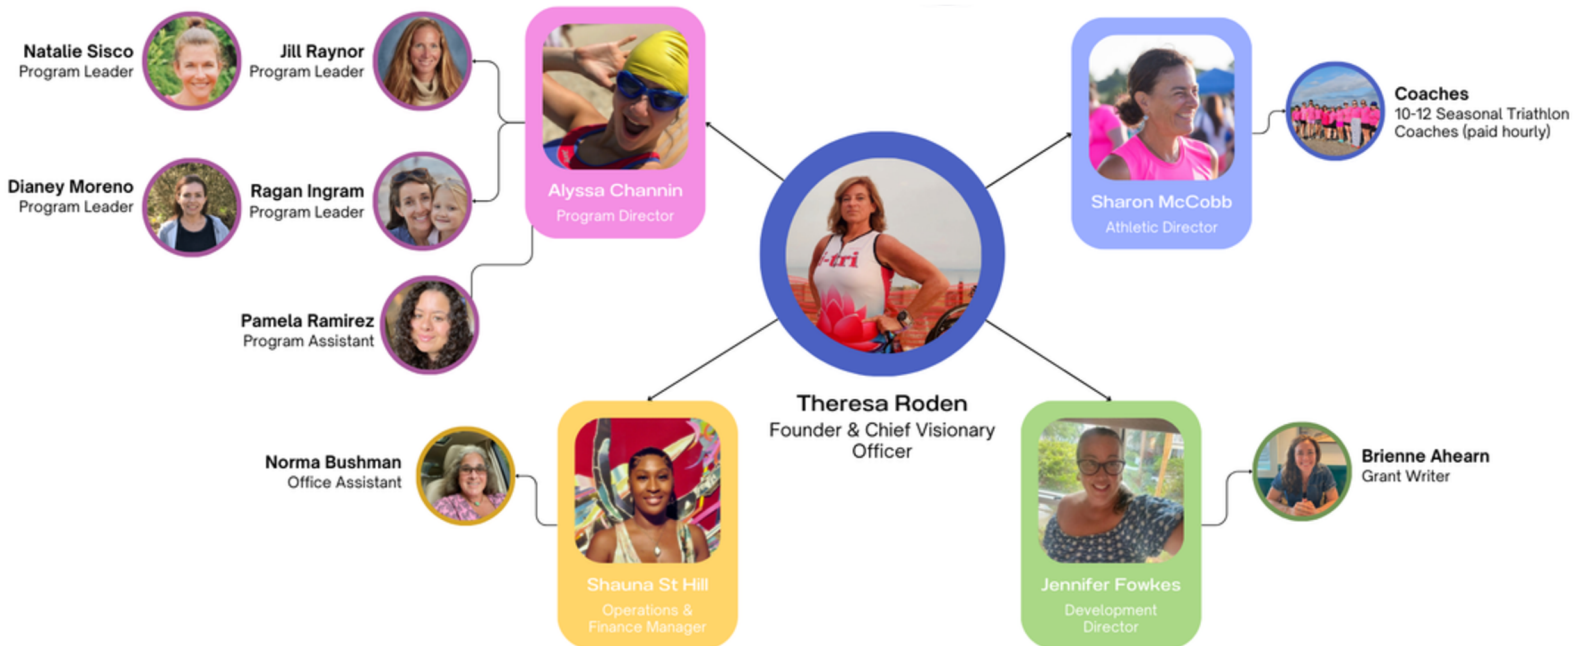 Natalie Sisco
Program Leader
Jill Raynor
Program Leader
Dianey Moreno
Program Leader
Ragan Ingram
Program Leader
Pamela Ramirez
Program Assistant
Alyssa Channin
Program Director
i-tri
Theresa Roden
Founder & Chief Visionary
Officer
Sharon McCobb
Athletic Director
Coaches
10-12 Seasonal Triathlon
Coaches (paid hourly)
Norma Bushman
Office Assistant
Shauna St Hill
Operations &
Finance Manager
Jennifer Fowkes
Development
Director
Brienne Ahearn
Grant Writer